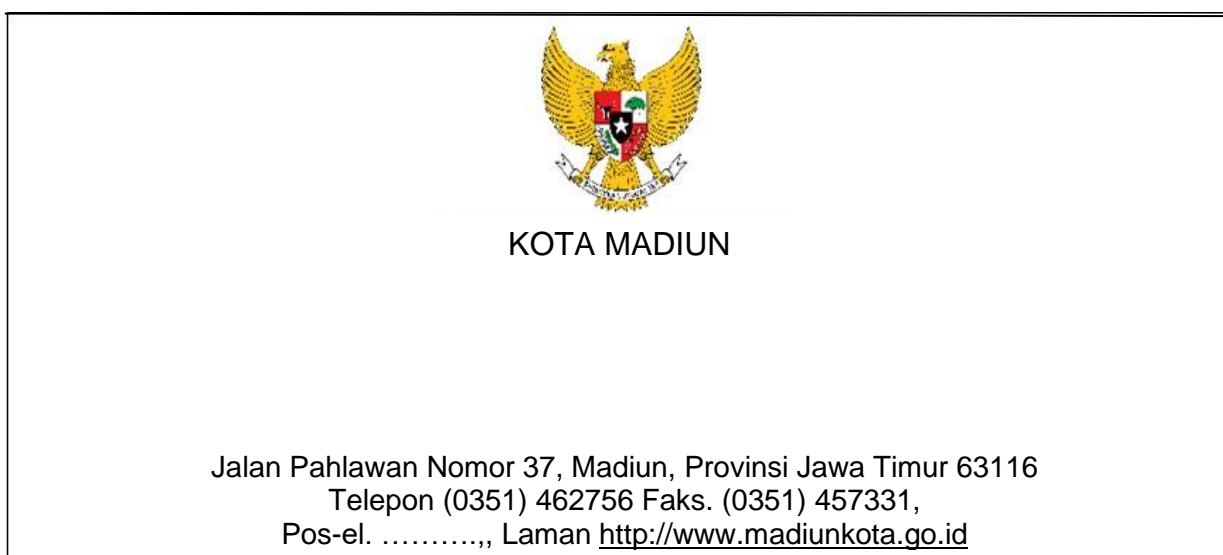 KOTA MADIUN
Jalan Pahlawan Nomor 37, Madiun, Provinsi Jawa Timur 63116
Telepon (0351) 462756 Faks. (0351) 457331,
Pos-el. ……….,, Laman http://www.madiunkota.go.id